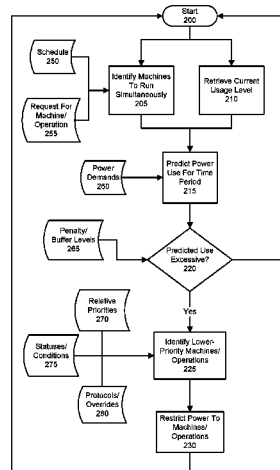 Start
200
Schedule
250
Identify Machines
To Run
Simultaneously
205
Retrieve Current
Usage Level
210
Request For
Machine/
Operation
255
Power
Demands
260
Predict Power
Use For Time
Period
215
Penalty/
Buffer Levels
265
Predicted Use
Excessive?
220
Yes
Relative
Priorities
270
Statuses/
Conditions
275
Identify Lower-
Priority Machines/
Operations
225
Protocols/
Overrides
280
Restrict Power To
Machines/
Operations
230